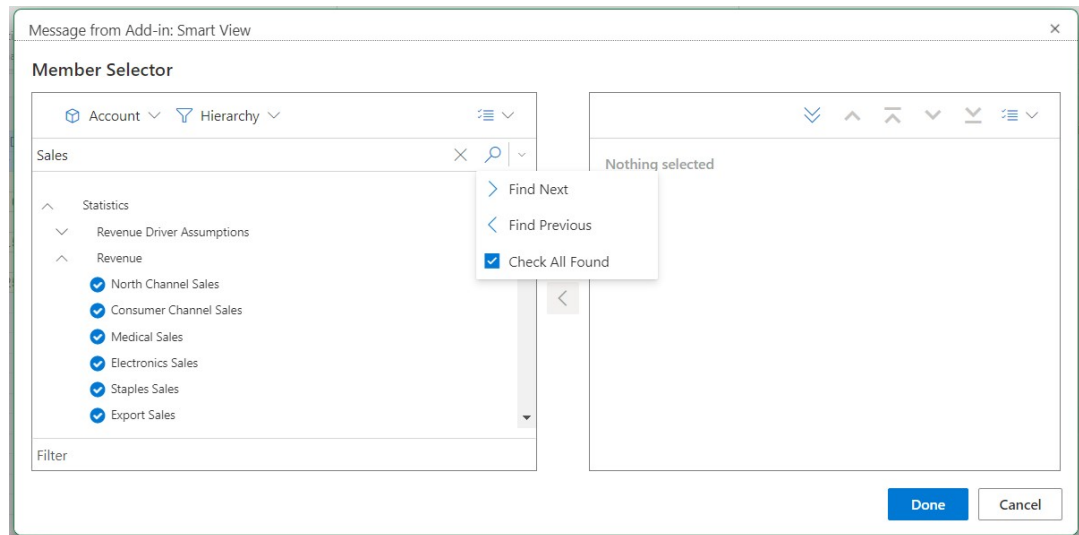 Message from Add-in: Smart View
Member Selector
Account
Hierarchy
Sales
Nothing selected
Find Next
Find Previous
Check All Found
Statistics
Revenue Driver Assumptions
Revenue
North Channel Sales
Consumer Channel Sales
Medical Sales
Electronics Sales
Staples Sales
Export Sales
Filter
Done
Cancel